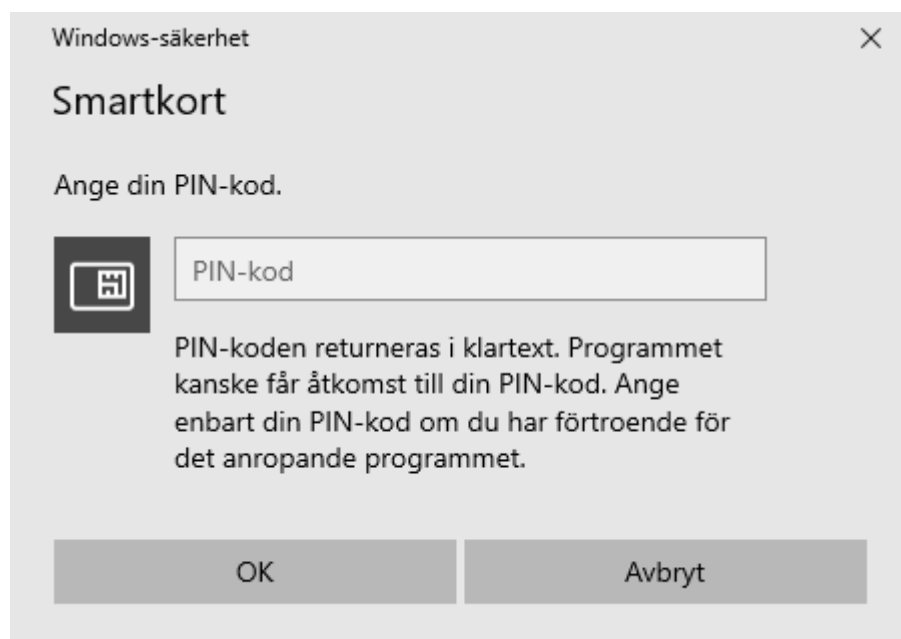 Windows-säkerhet
Smartkort
Ange din PIN-kod.
PIN-kod
PIN-koden returneras i klartext. Programmet
kanske får åtkomst till din PIN-kod. Ange
enbart din PIN-kod om du har förtroende för
det anropande programmet.
OK
Avbryt